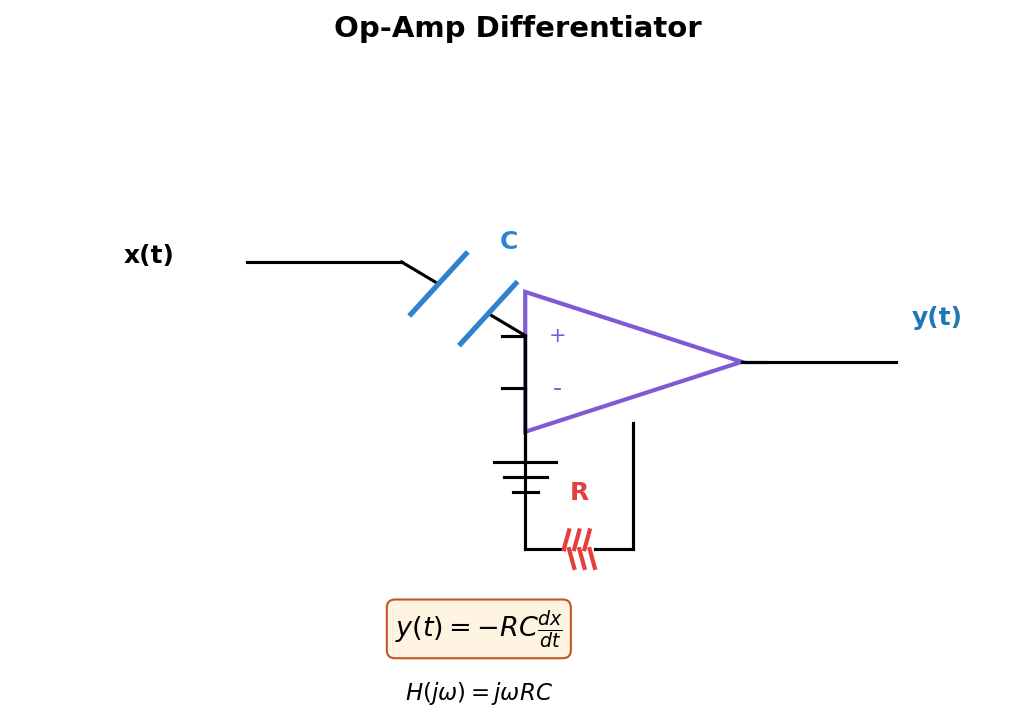 Op-Amp Differentiator
C
x(t)
y(t)
+
-
R
y(t) = −RC dx/dt
H(jω) = jωRC